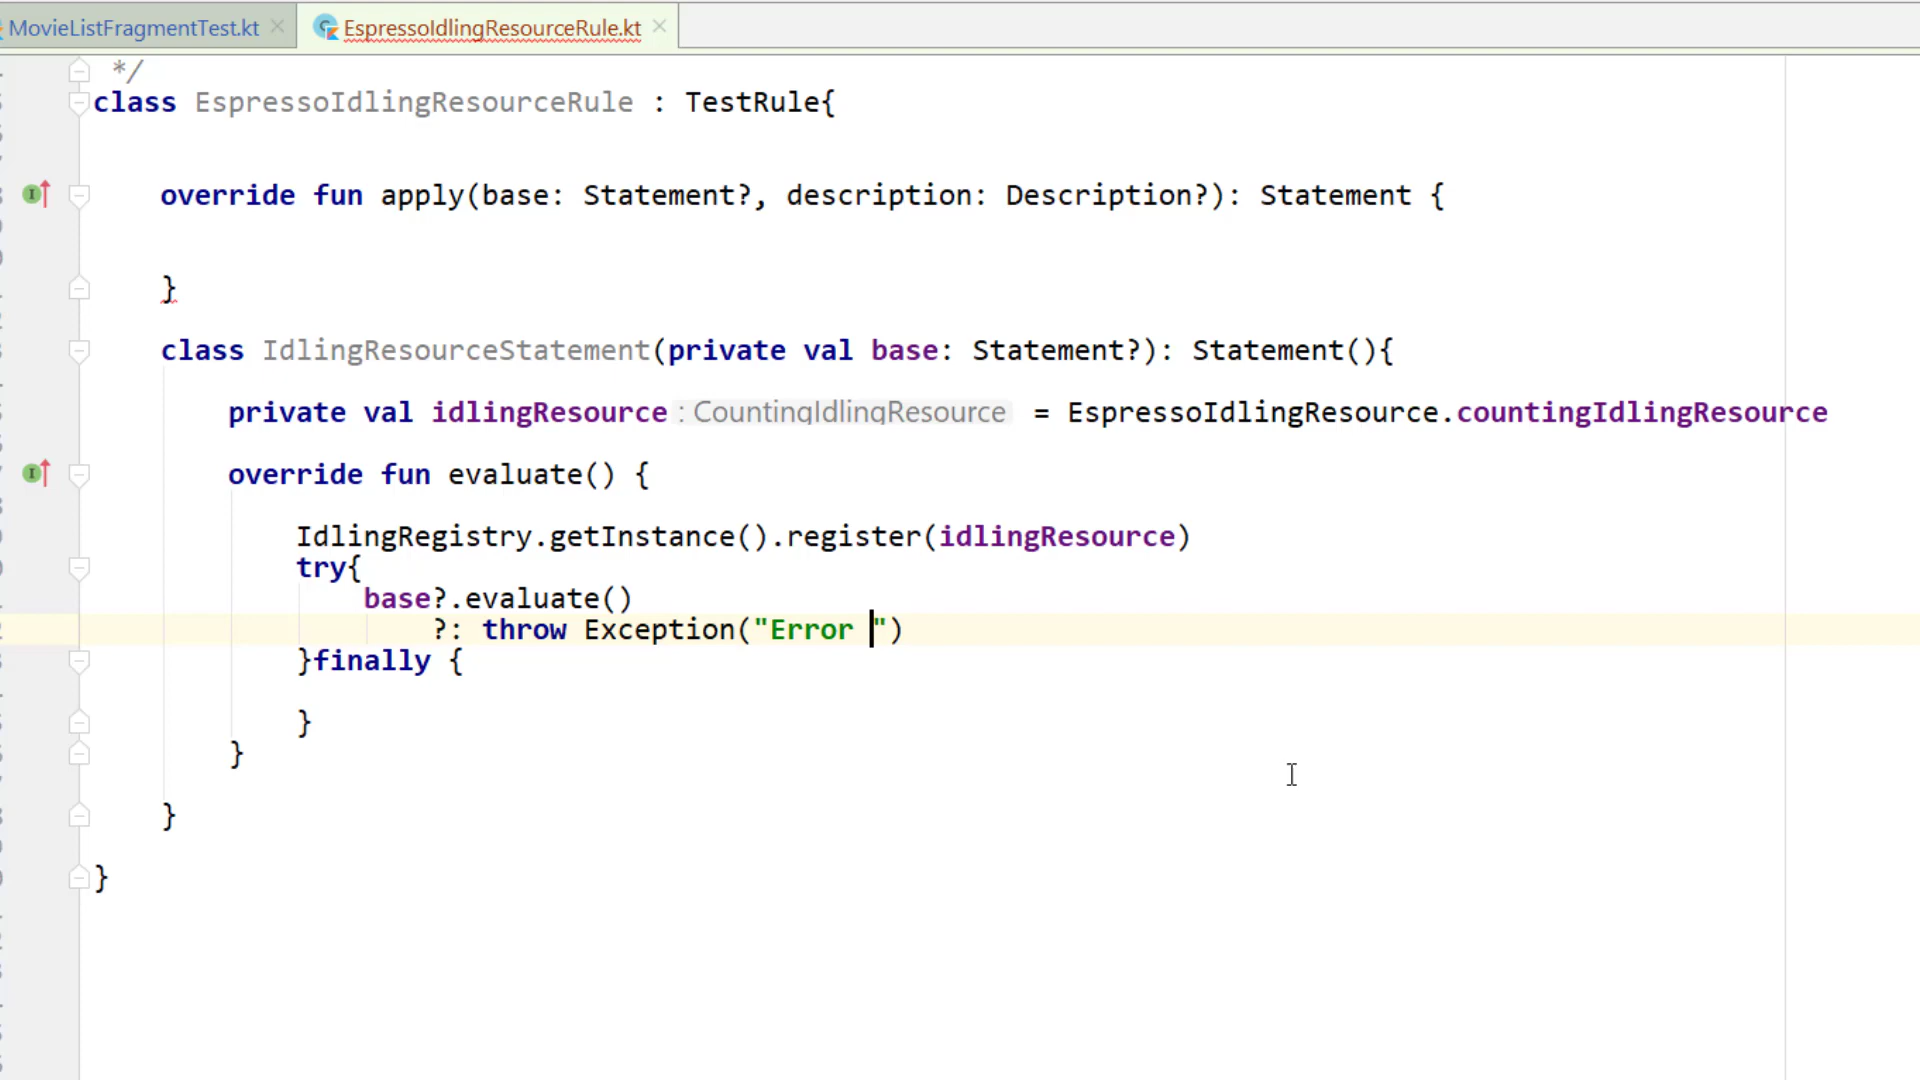 MovieListFragmentTest.kt
EspressoIdlingResourceRule.kt
*/
class EspressoIdlingResourceRule : TestRule{
override fun apply(base: Statement?, description: Description?): Statement {
}
class IdlingResourceStatement(private val base: Statement?): Statement(){
private val idlingResource : CountingIdlingResource = EspressoIdlingResource.countingIdlingResource
override fun evaluate() {
IdlingRegistry.getInstance().register(idlingResource)
try{
base?.evaluate()
?: throw Exception("Error ")
}finally {
}
}
}
}